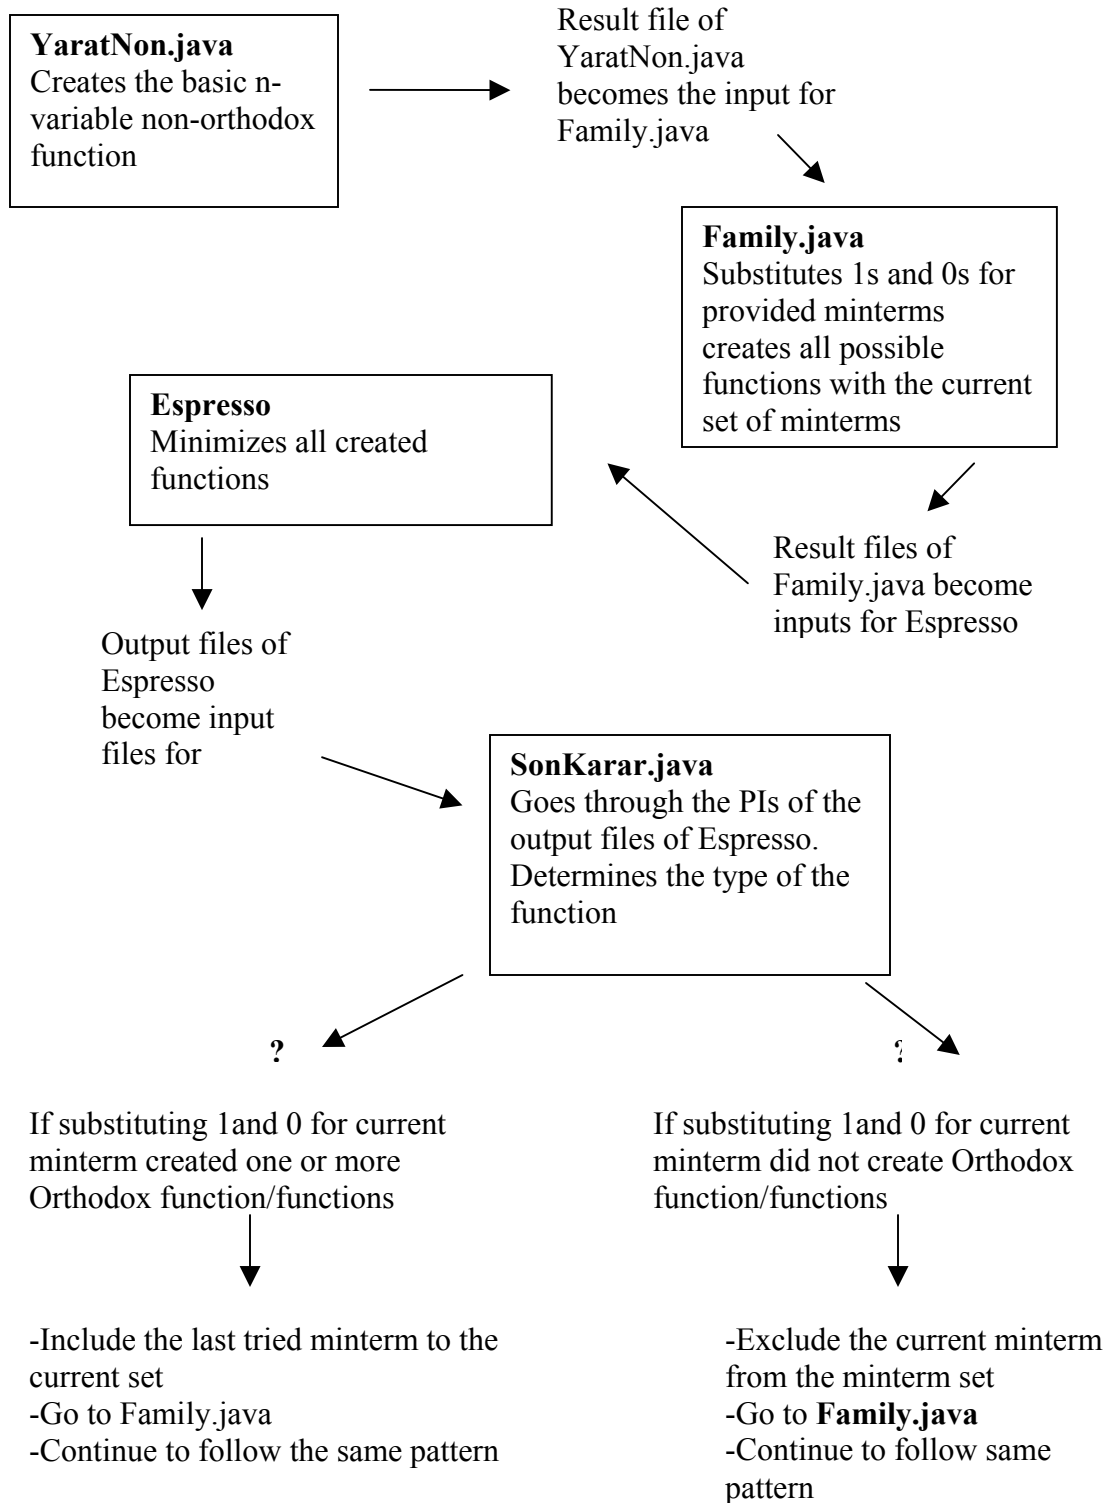 YaratNon.java
Creates the basic n-
variable non-orthodox
function
Result file of
YaratNon.java
becomes the input for
Family.java
Family.java
Substitutes 1s and 0s for
provided minterms
creates all possible
functions with the current
set of minterms
Espresso
Minimizes all created
functions
Result files of
Family.java become
inputs for Espresso
Output files of
Espresso
become input
files for
SonKarar.java
Goes through the PIs of the
output files of Espresso.
Determines the type of the
function
?
If substituting 1and 0 for current
minterm created one or more
Orthodox function/functions
-Include the last tried minterm to the
current set
-Go to Family.java
-Continue to follow the same pattern
?
If substituting 1and 0 for current
minterm did not create Orthodox
function/functions
-Exclude the current minterm
from the minterm set
-Go to Family.java
-Continue to follow same
pattern